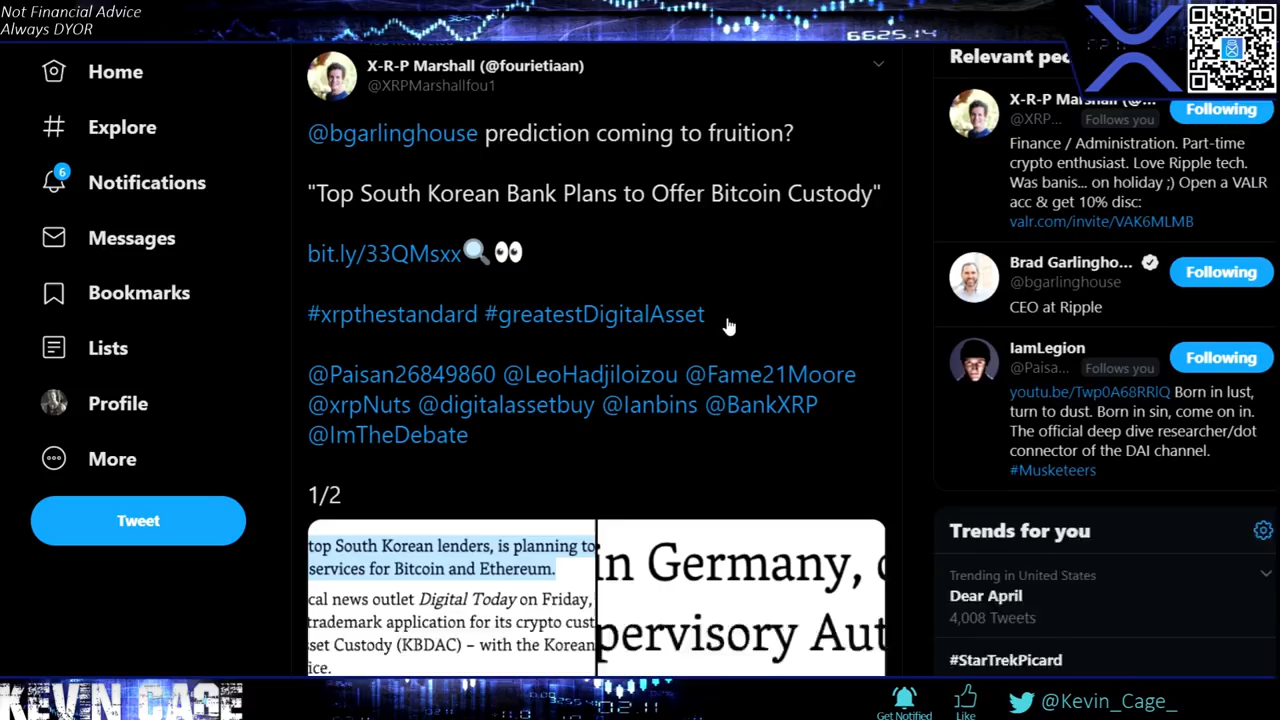 Not Financial Advice
Always DYOR
6625.14
Home
Explore
6
Notifications
Messages
Bookmarks
Lists
Profile
More
Tweet
X-R-P Marshall (@fourietiaan)
@XRPMarshallfou1
@bgarlinghouse prediction coming to fruition?
"Top South Korean Bank Plans to Offer Bitcoin Custody"
bit.ly/33QMsxx🔍👀
#xrpthestandard #greatestDigitalAsset
@Paisan26849860 @LeoHadjiloizou @Fame21Moore
@xrpNuts @digitalassetbuy @Ianbins @BankXRP
@ImTheDebate
1/2
top South Korean lenders, is planning to
services for Bitcoin and Ethereum.
cal news outlet Digital Today on Friday,
trademark application for its crypto cust
set Custody (KBDAC) – with the Korean
ice.
in Germany,
pervisory Aut
Relevant peo
X-R-P Marshall (@...
@XRP... Follows you
Following
Finance / Administration. Part-time
crypto enthusiast. Love Ripple tech.
Was banis... on holiday ;) Open a VALR
acc & get 10% disc:
valr.com/invite/VAK6MLMB
Brad Garlingho...
@bgarlinghouse
Following
CEO at Ripple
IamLegion
@Paisa... Follows you
Following
youtu.be/Twp0A68RRlQ Born in lust,
turn to dust. Born in sin, come on in.
The official deep dive researcher/dot
connector of the DAI channel.
#Musketeers
Trends for you
Trending in United States
Dear April
4,008 Tweets
#StarTrekPicard
KEVIN CAGE
Get Notified
Like
@Kevin_Cage_